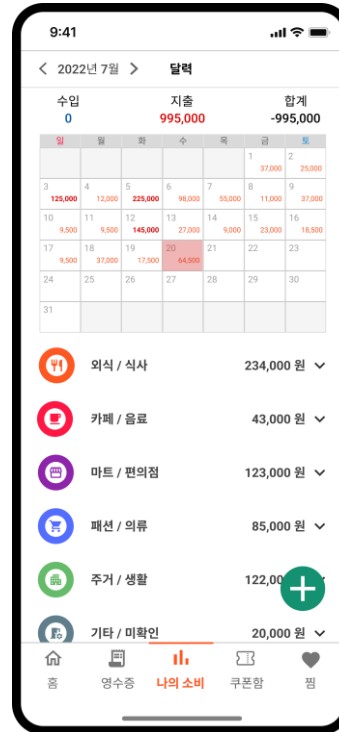 9:41
2022년 7월 달력
수입 지출 합계
0 995,000 -995,000
일 월 화 수 목 금 토
1 2
37,000 25,000
3 4 5 6 7 8 9
125,000 12,000 225,000 98,000 55,000 11,000 37,000
10 11 12 13 14 15 16
9,500 9,500 145,000 27,000 9,000 23,000 18,500
17 18 19 20 21 22 23
9,500 37,000 17,500 64,500
24 25 26 27 28 29 30
31
외식 / 식사 234,000 원
카페 / 음료 43,000 원
마트 / 편의점 123,000 원
패션 / 의류 85,000 원
주거 / 생활 122,00
기타 / 미확인 20,000 원
홈 영수증 나의 소비 쿠폰함 찜